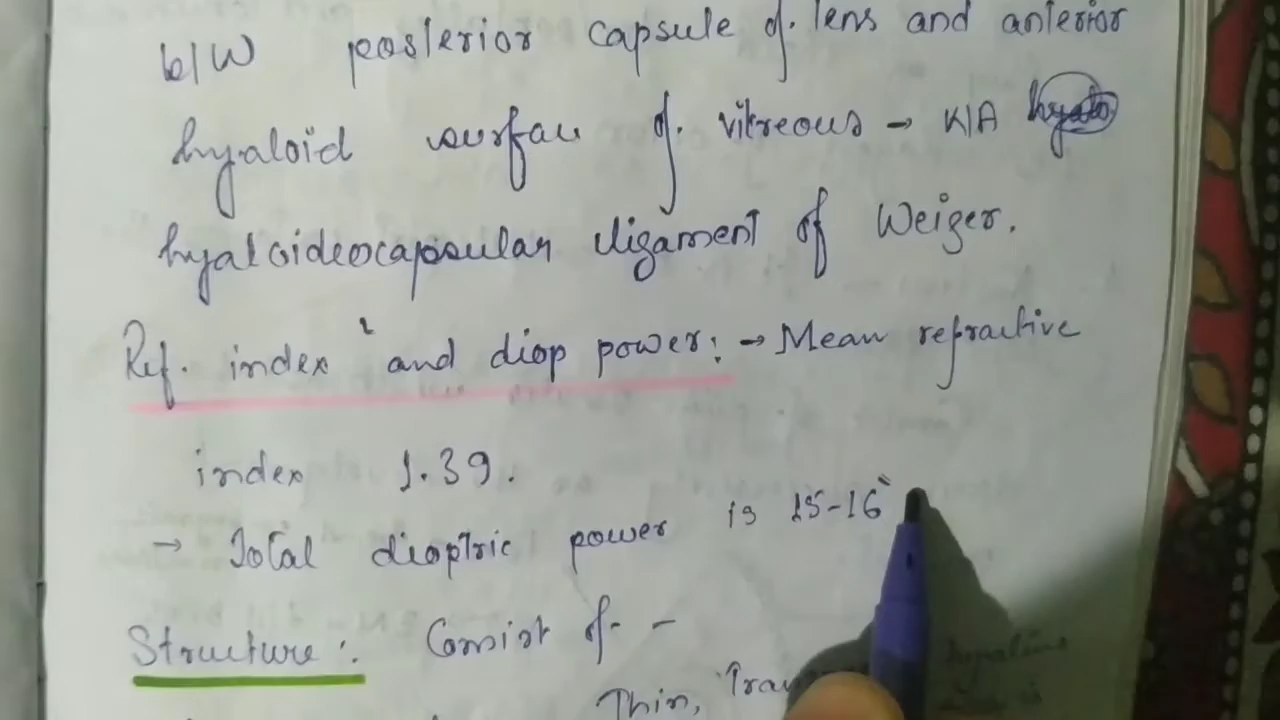 b/W posterior capsule of lens and anterior
hyaloid surface of vitreous → K/A
hyaloideocapsular ligament of Weiger.
Ref. index and diop power: → Mean refractive
index 1.39.
→ Total dioptric power is 15-16
Structure: Consist of -
Thin,